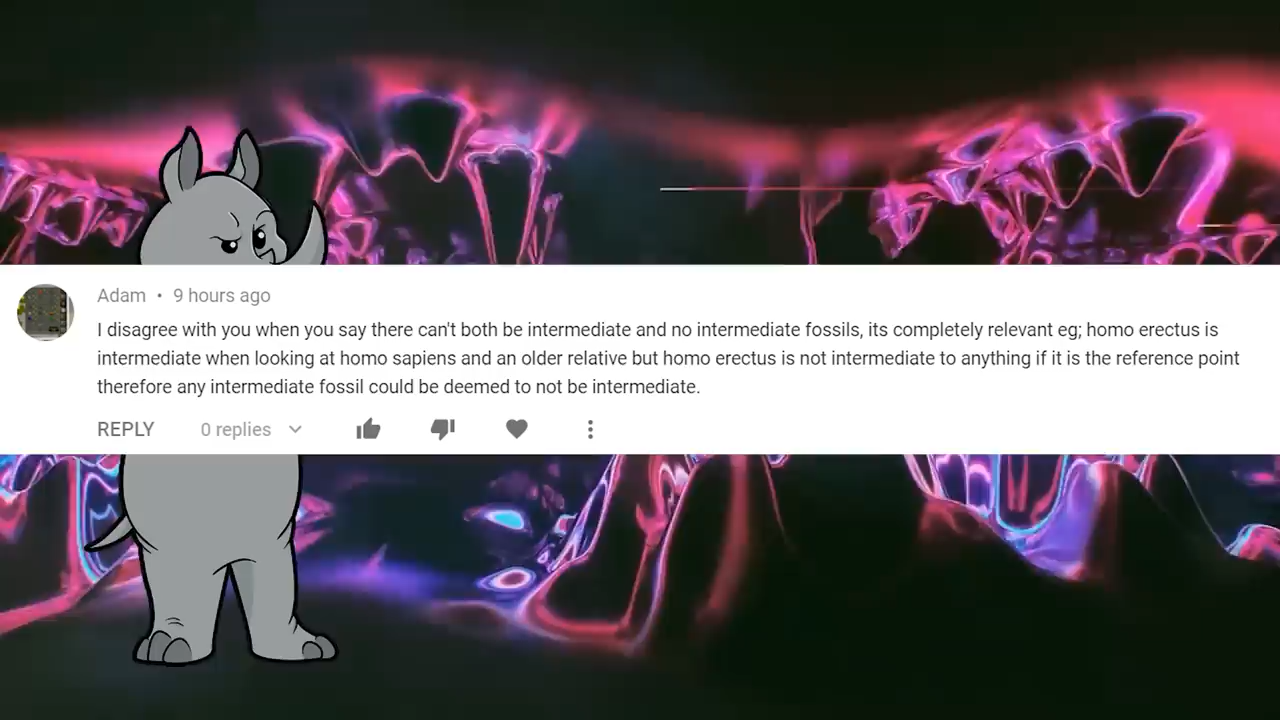 Adam • 9 hours ago
I disagree with you when you say there can't both be intermediate and no intermediate fossils, its completely relevant eg; homo erectus is
intermediate when looking at homo sapiens and an older relative but homo erectus is not intermediate to anything if it is the reference point
therefore any intermediate fossil could be deemed to not be intermediate.
REPLY 0 replies